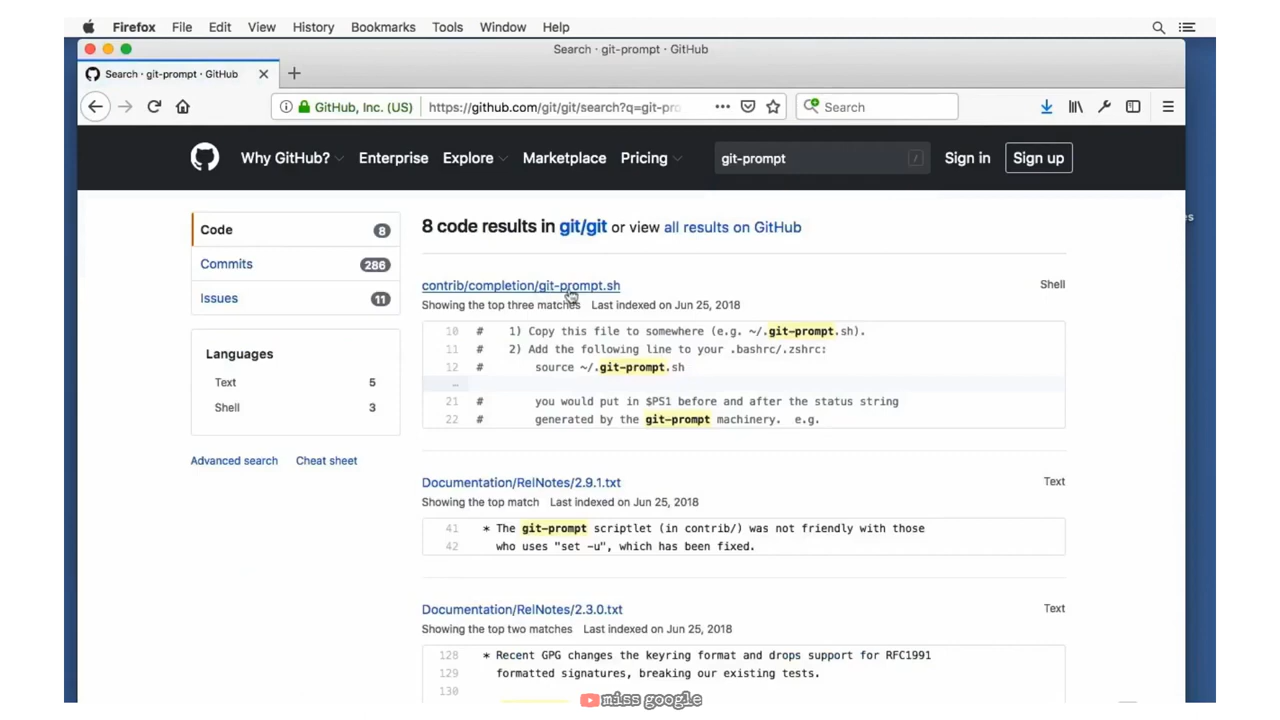 Firefox File Edit View History Bookmarks Tools Window Help
Search · git-prompt · GitHub
Search · git-prompt · GitHub
GitHub, Inc. (US) https://github.com/git/git/search?q=git-pro Search
Why GitHub? Enterprise Explore Marketplace Pricing git-prompt / Sign in Sign up
es
Code 8
Commits 286
Issues 11
Languages
Text 5
Shell 3
Advanced search Cheat sheet
8 code results in git/git or view all results on GitHub
contrib/completion/git-prompt.sh Shell
Showing the top three matches Last indexed on Jun 25, 2018
10 # 1) Copy this file to somewhere (e.g. ~/.git-prompt.sh).
11 # 2) Add the following line to your .bashrc/.zshrc:
12 # source ~/.git-prompt.sh
…
21 # you would put in $PS1 before and after the status string
22 # generated by the git-prompt machinery. e.g.
Documentation/RelNotes/2.9.1.txt Text
Showing the top match Last indexed on Jun 25, 2018
41 * The git-prompt scriptlet (in contrib/) was not friendly with those
42 who uses "set -u", which has been fixed.
Documentation/RelNotes/2.3.0.txt Text
Showing the top two matches Last indexed on Jun 25, 2018
128 * Recent GPG changes the keyring format and drops support for RFC1991
129 formatted signatures, breaking our existing tests.
130
miss google